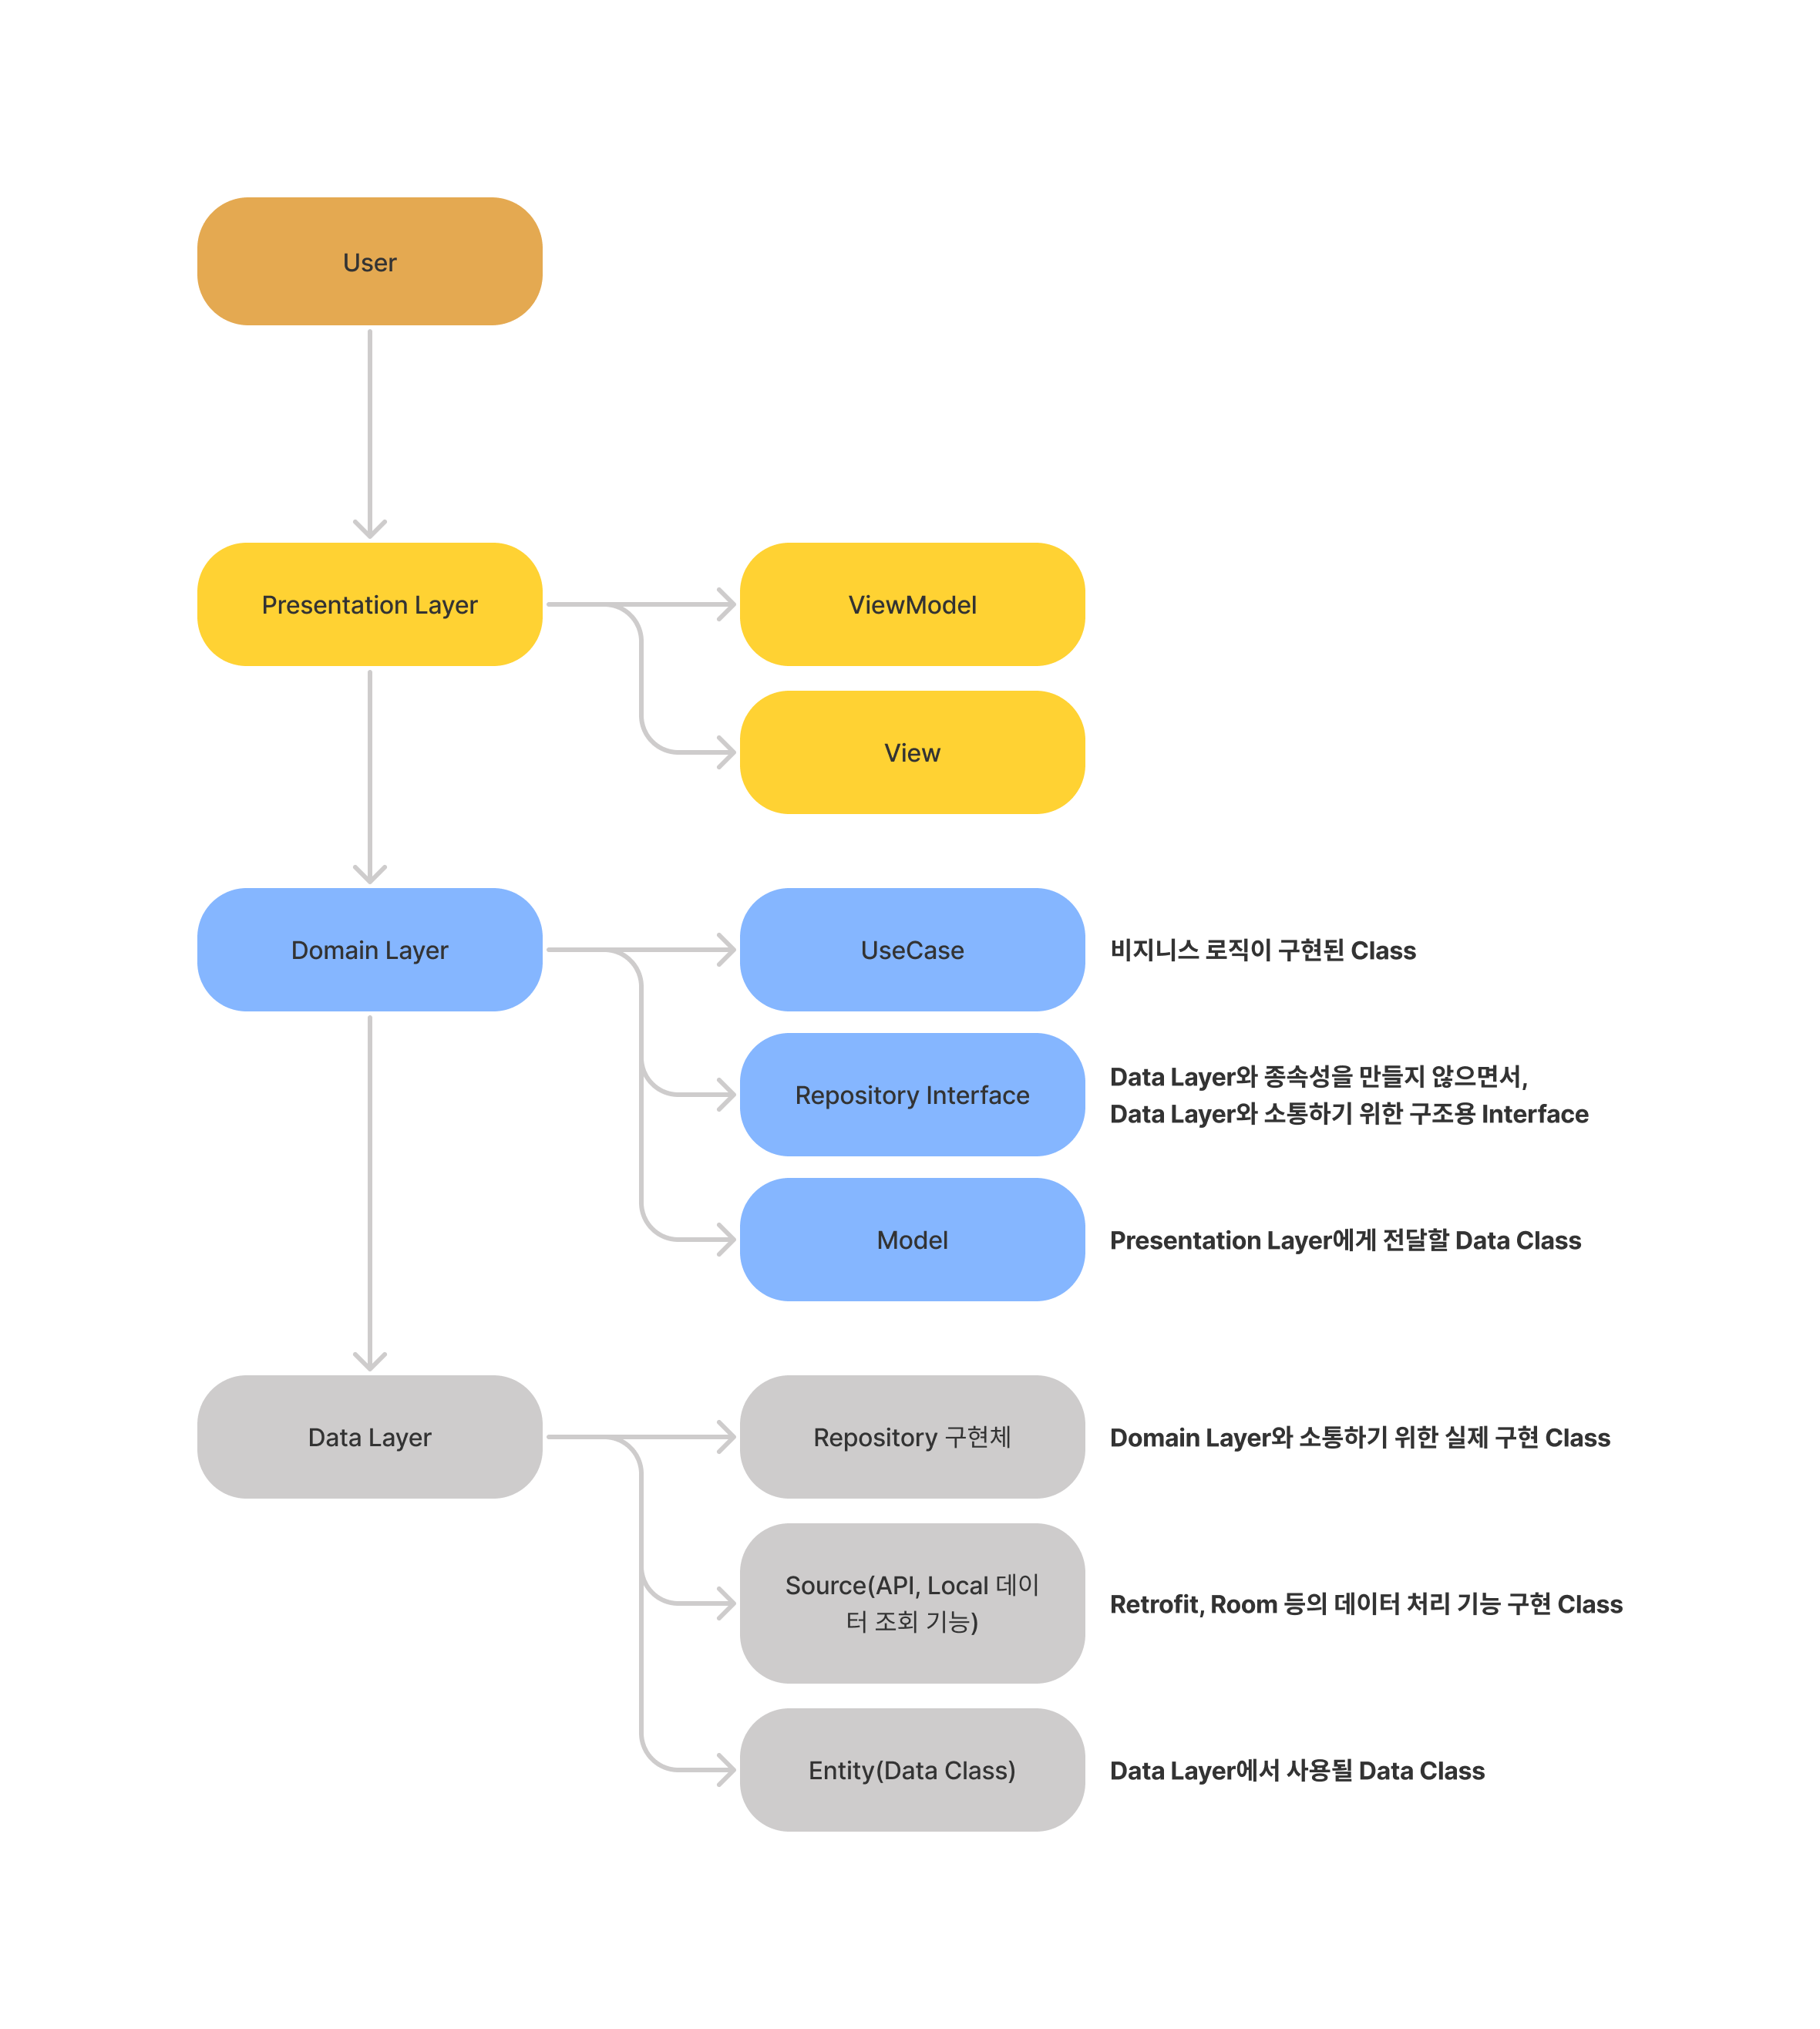 User
Presentation Layer
ViewModel
View
Domain Layer
UseCase
비지니스 로직이 구현된 Class
Repository Interface
Data Layer와 종속성을 만들지 않으면서,
Data Layer와 소통하기 위한 구조용 Interface
Model
Presentation Layer에게 전달할 Data Class
Data Layer
Repository 구현체
Domain Layer와 소통하기 위한 실제 구현 Class
Source(API, Local 데이
터 조회 기능)
Retrofit, Room 등의 데이터 처리 기능 구현 Class
Entity(Data Class)
Data Layer에서 사용될 Data Class